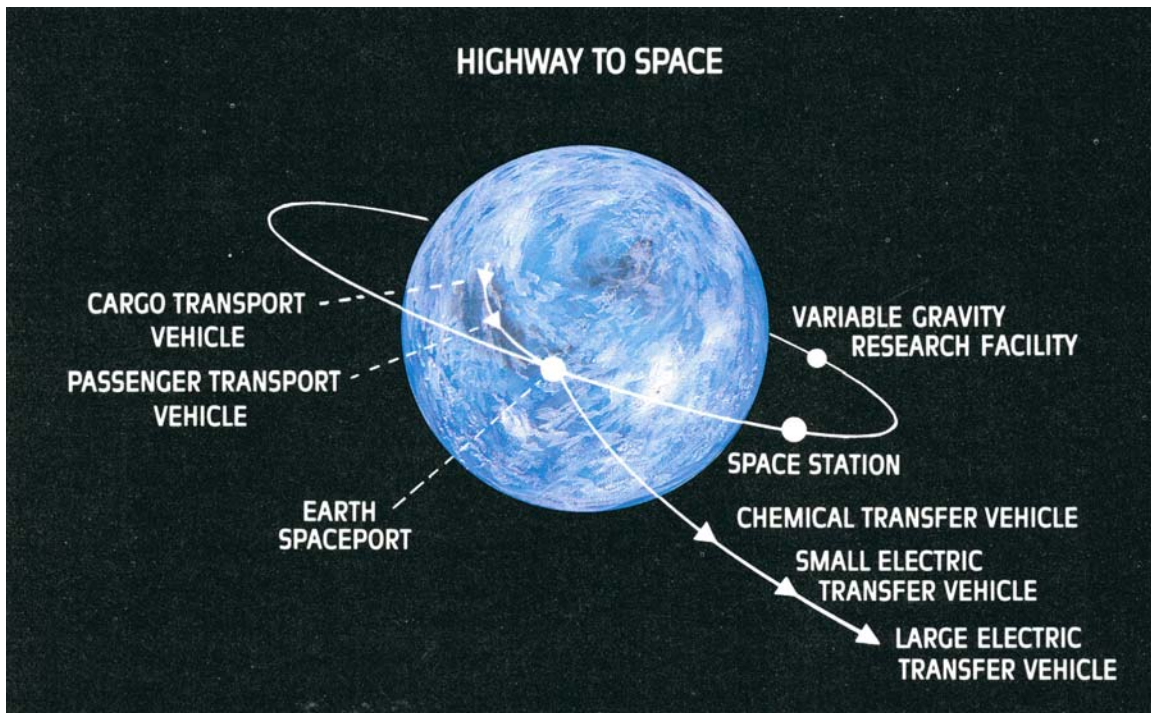 HIGHWAY TO SPACE
CARGO TRANSPORT
VEHICLE
PASSENGER TRANSPORT
VEHICLE
EARTH
SPACEPORT
VARIABLE GRAVITY
RESEARCH FACILITY
SPACE STATION
CHEMICAL TRANSFER VEHICLE
SMALL ELECTRIC
TRANSFER VEHICLE
LARGE ELECTRIC
TRANSFER VEHICLE